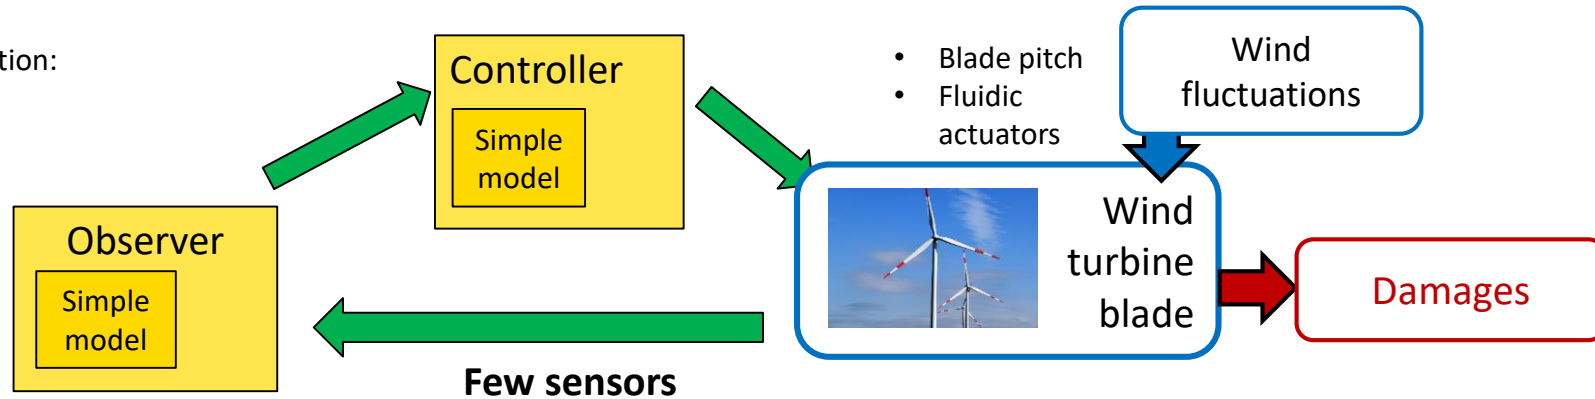 tion:
Controller
Simple
model
• Blade pitch
• Fluidic
actuators
Wind
fluctuations
Observer
Simple
model
Wind
turbine
blade
Damages
Few sensors